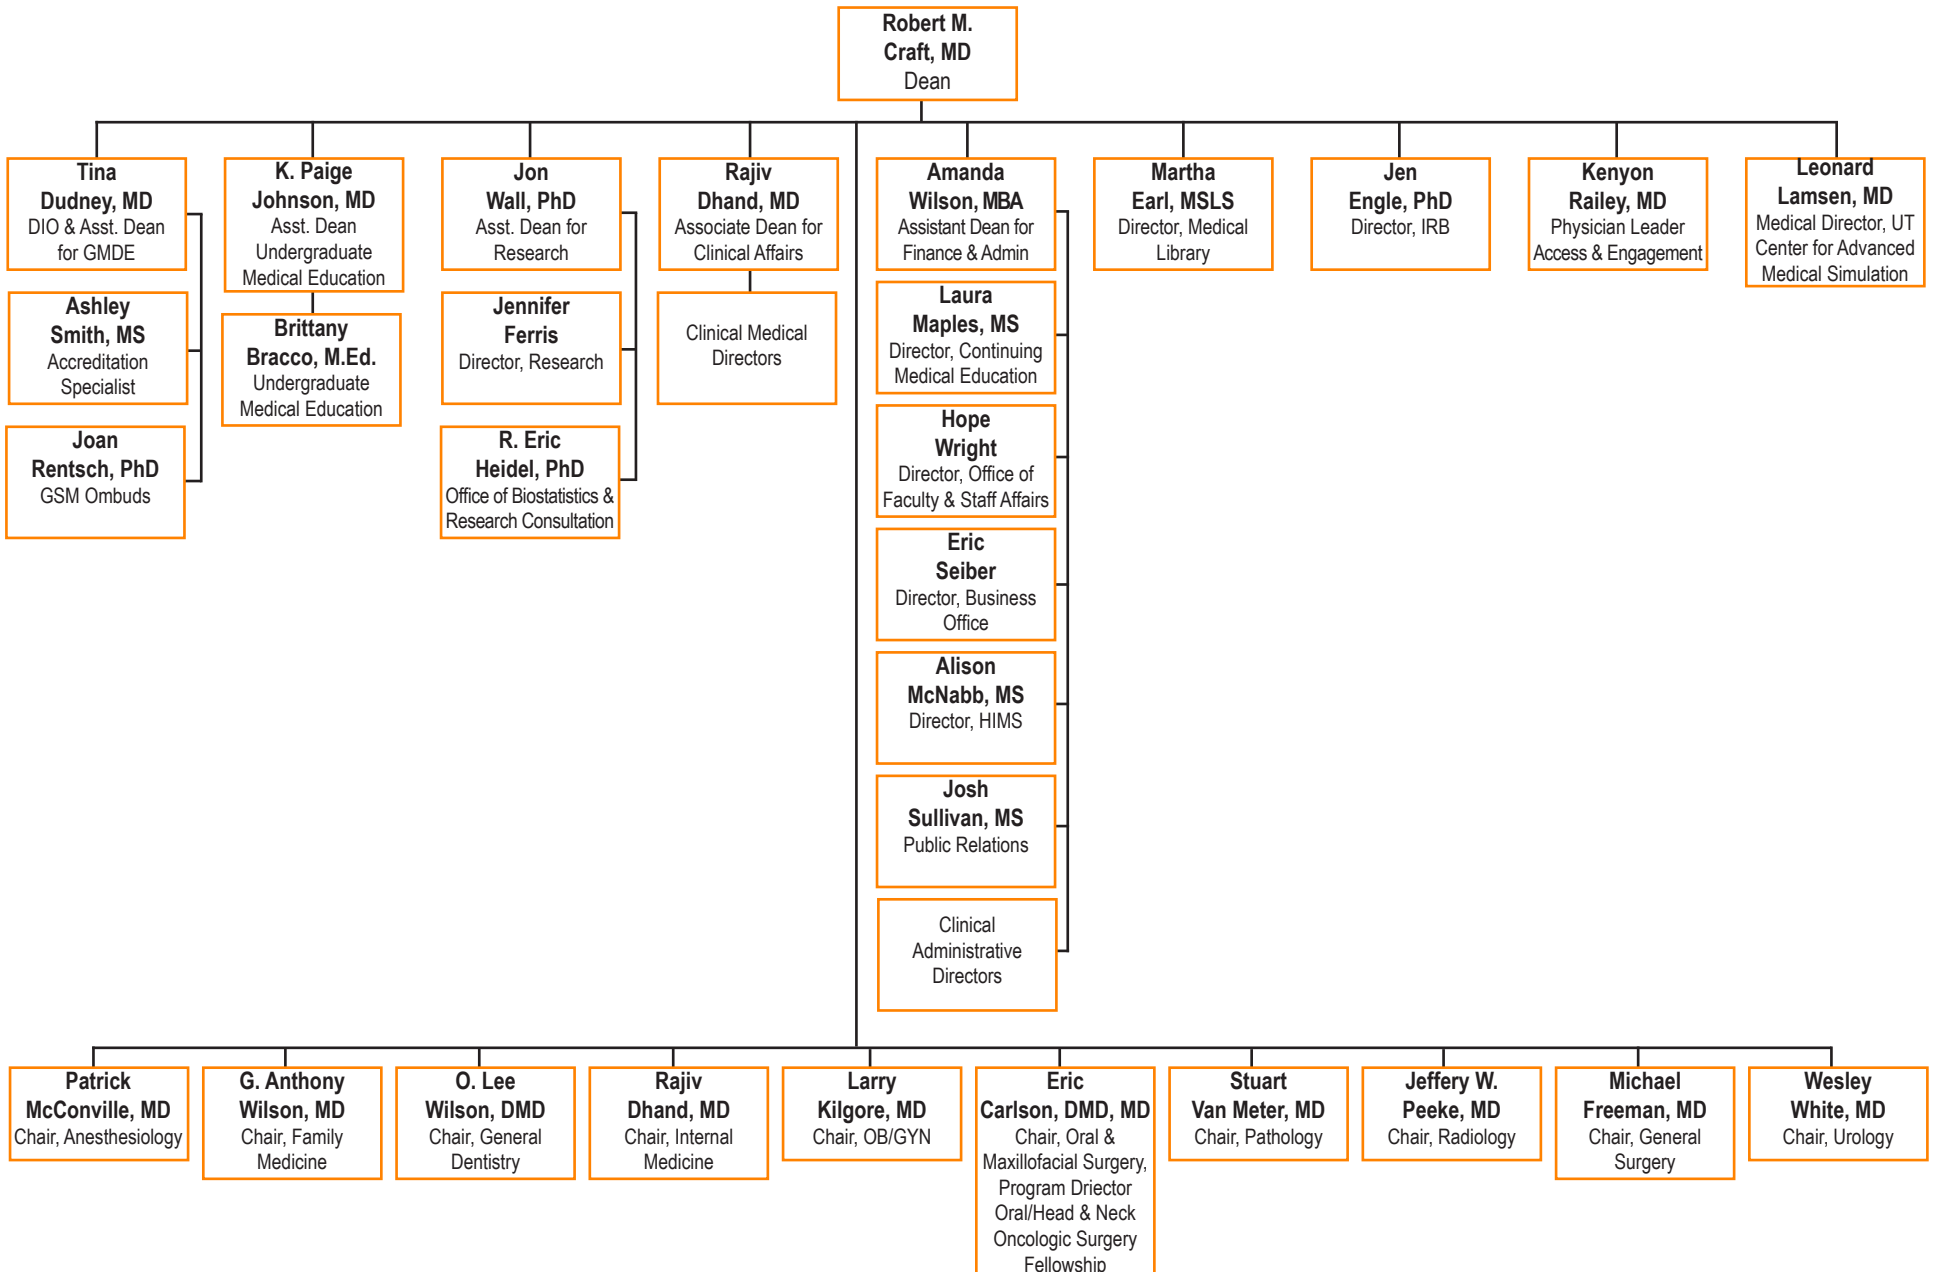 Robert M.
Craft, MD
Dean
Tina
Dudney, MD
DIO & Asst. Dean
for GMDE
K. Paige
Johnson, MD
Asst. Dean
Undergraduate
Medical Education
Jon
Wall, PhD
Asst. Dean for
Research
Rajiv
Dhand, MD
Associate Dean for
Clinical Affairs
Amanda
Wilson, MBA
Assistant Dean for
Finance & Admin
Martha
Earl, MSLS
Director, Medical
Library
Jen
Engle, PhD
Director, IRB
Kenyon
Railey, MD
Physician Leader
Access & Engagement
Leonard
Lamsen, MD
Medical Director, UT
Center for Advanced
Medical Simulation
Ashley
Smith, MS
Accreditation
Specialist
Brittany
Bracco, M.Ed.
Undergraduate
Medical Education
Jennifer
Ferris
Director, Research
Clinical Medical
Directors
Laura
Maples, MS
Director, Continuing
Medical Education
Joan
Rentsch, PhD
GSM Ombuds
R. Eric
Heidel, PhD
Office of Biostatistics &
Research Consultation
Hope
Wright
Director, Office of
Faculty & Staff Affairs
Eric
Seiber
Director, Business
Office
Alison
McNabb, MS
Director, HIMS
Josh
Sullivan, MS
Public Relations
Clinical
Administrative
Directors
Patrick
McConville, MD
Chair, Anesthesiology
G. Anthony
Wilson, MD
Chair, Family
Medicine
O. Lee
Wilson, DMD
Chair, General
Dentistry
Rajiv
Dhand, MD
Chair, Internal
Medicine
Larry
Kilgore, MD
Chair, OB/GYN
Eric
Carlson, DMD, MD
Chair, Oral &
Maxillofacial Surgery,
Program Driector
Oral/Head & Neck
Oncologic Surgery
Fellowship
Stuart
Van Meter, MD
Chair, Pathology
Jeffery W.
Peeke, MD
Chair, Radiology
Michael
Freeman, MD
Chair, General
Surgery
Wesley
White, MD
Chair, Urology